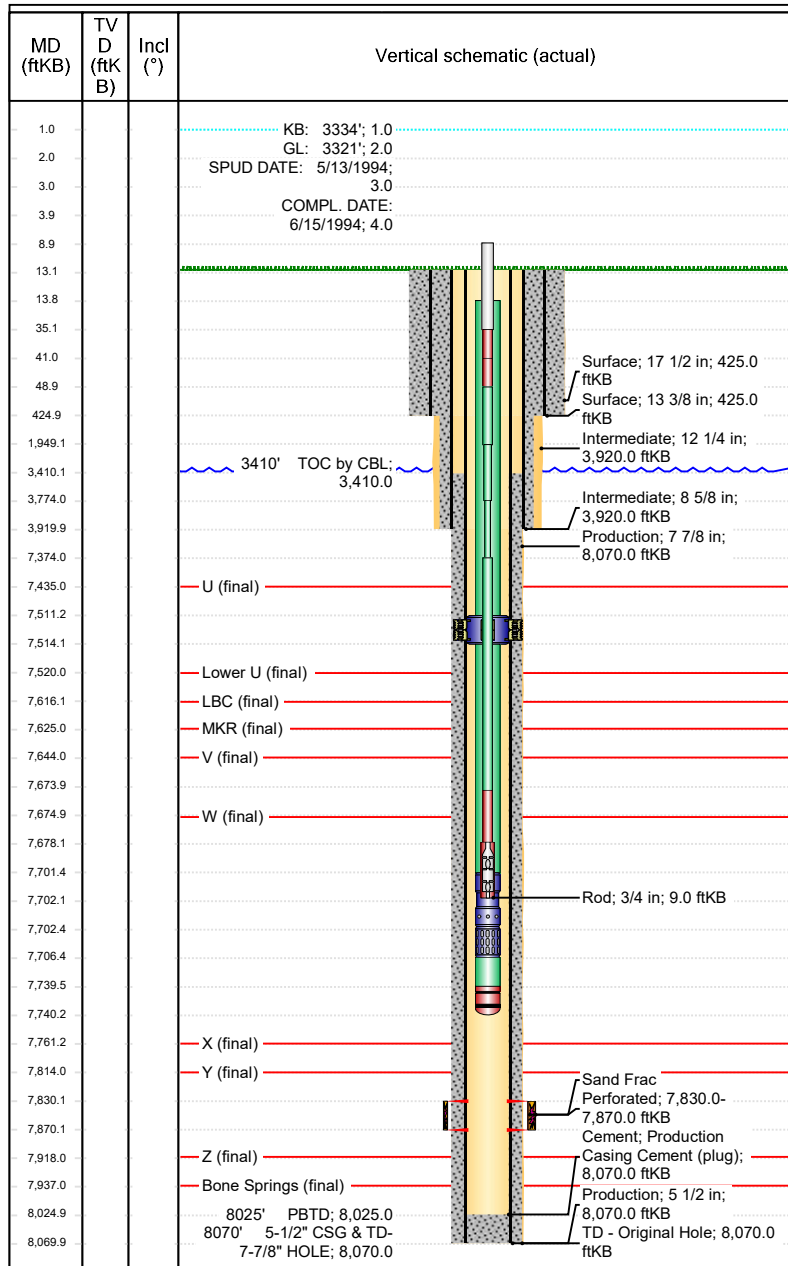 MD
(ftKB)
TV
D
(ftK
B)
Incl
(°)
Vertical schematic (actual)
1.0
2.0
3.0
3.9
8.9
13.1
13.8
35.1
41.0
48.9
424.9
1,949.1
3,410.1
3,774.0
3,919.9
7,374.0
7,435.0
7,511.2
7,514.1
7,520.0
7,616.1
7,625.0
7,644.0
7,673.9
7,674.9
7,678.1
7,701.4
7,702.1
7,702.4
7,706.4
7,739.5
7,740.2
7,761.2
7,814.0
7,830.1
7,870.1
7,918.0
7,937.0
8,024.9
8,069.9
KB: 3334'; 1.0
GL: 3321'; 2.0
SPUD DATE: 5/13/1994;
3.0
COMPL. DATE:
6/15/1994; 4.0
Surface; 17 1/2 in; 425.0
ftKB
Surface; 13 3/8 in; 425.0
ftKB
Intermediate; 12 1/4 in;
3,920.0 ftKB
3410' TOC by CBL;
3,410.0
Intermediate; 8 5/8 in;
3,920.0 ftKB
Production; 7 7/8 in;
8,070.0 ftKB
U (final)
Lower U (final)
LBC (final)
MKR (final)
V (final)
W (final)
Rod; 3/4 in; 9.0 ftKB
X (final)
Y (final)
Sand Frac
Perforated; 7,830.0-
7,870.0 ftKB
Cement; Production
Casing Cement (plug);
8,070.0 ftKB
Z (final)
Bone Springs (final)
Production; 5 1/2 in;
8,070.0 ftKB
8025' PBTD; 8,025.0
8070' 5-1/2" CSG & TD-
7-7/8" HOLE; 8,070.0
TD - Original Hole; 8,070.0
ftKB